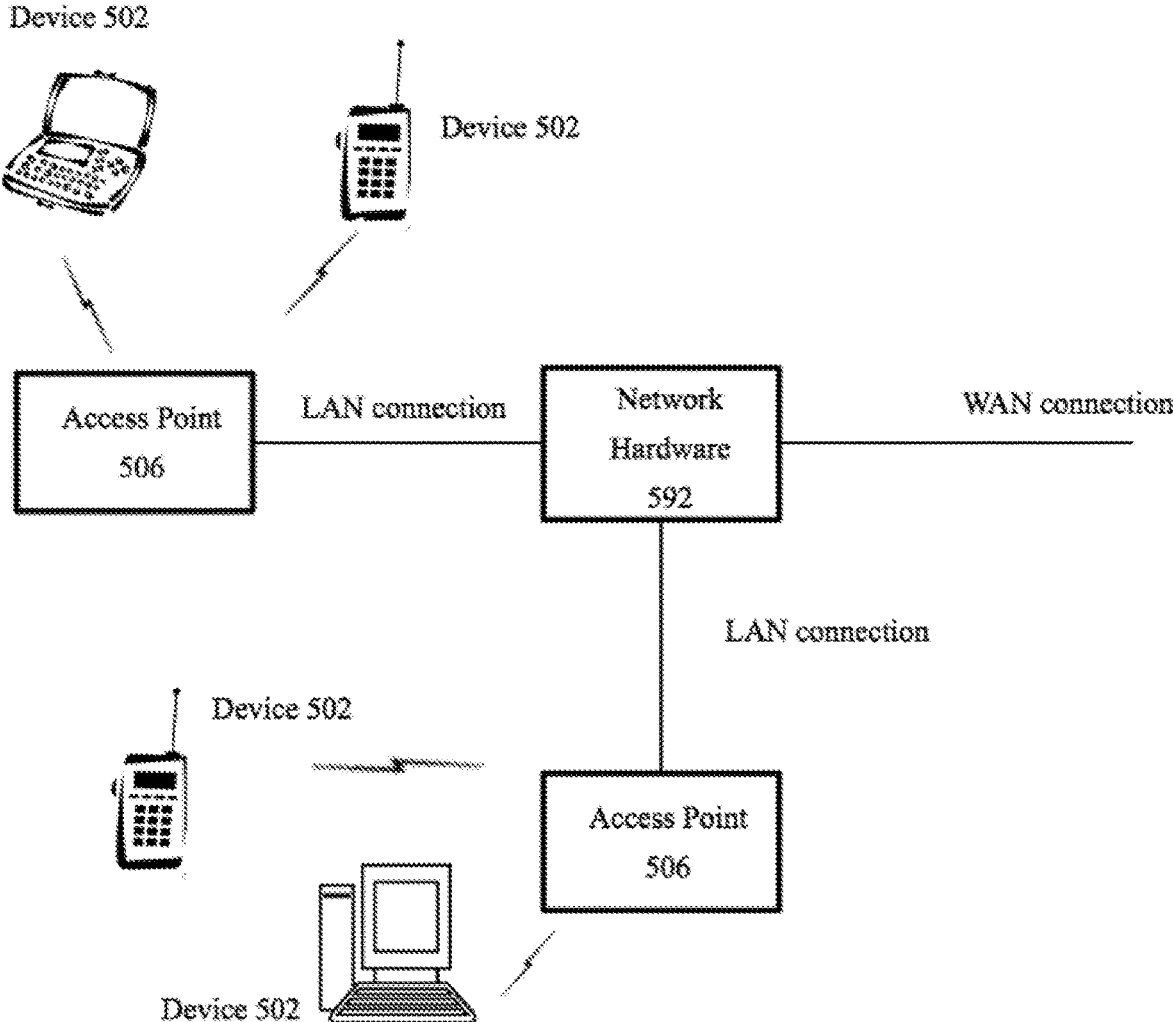 Device 502
Device 502
Access Point
506
LAN connection
Network
Hardware
592
WAN connection
LAN connection
Device 502
Access Point
506
Device 502